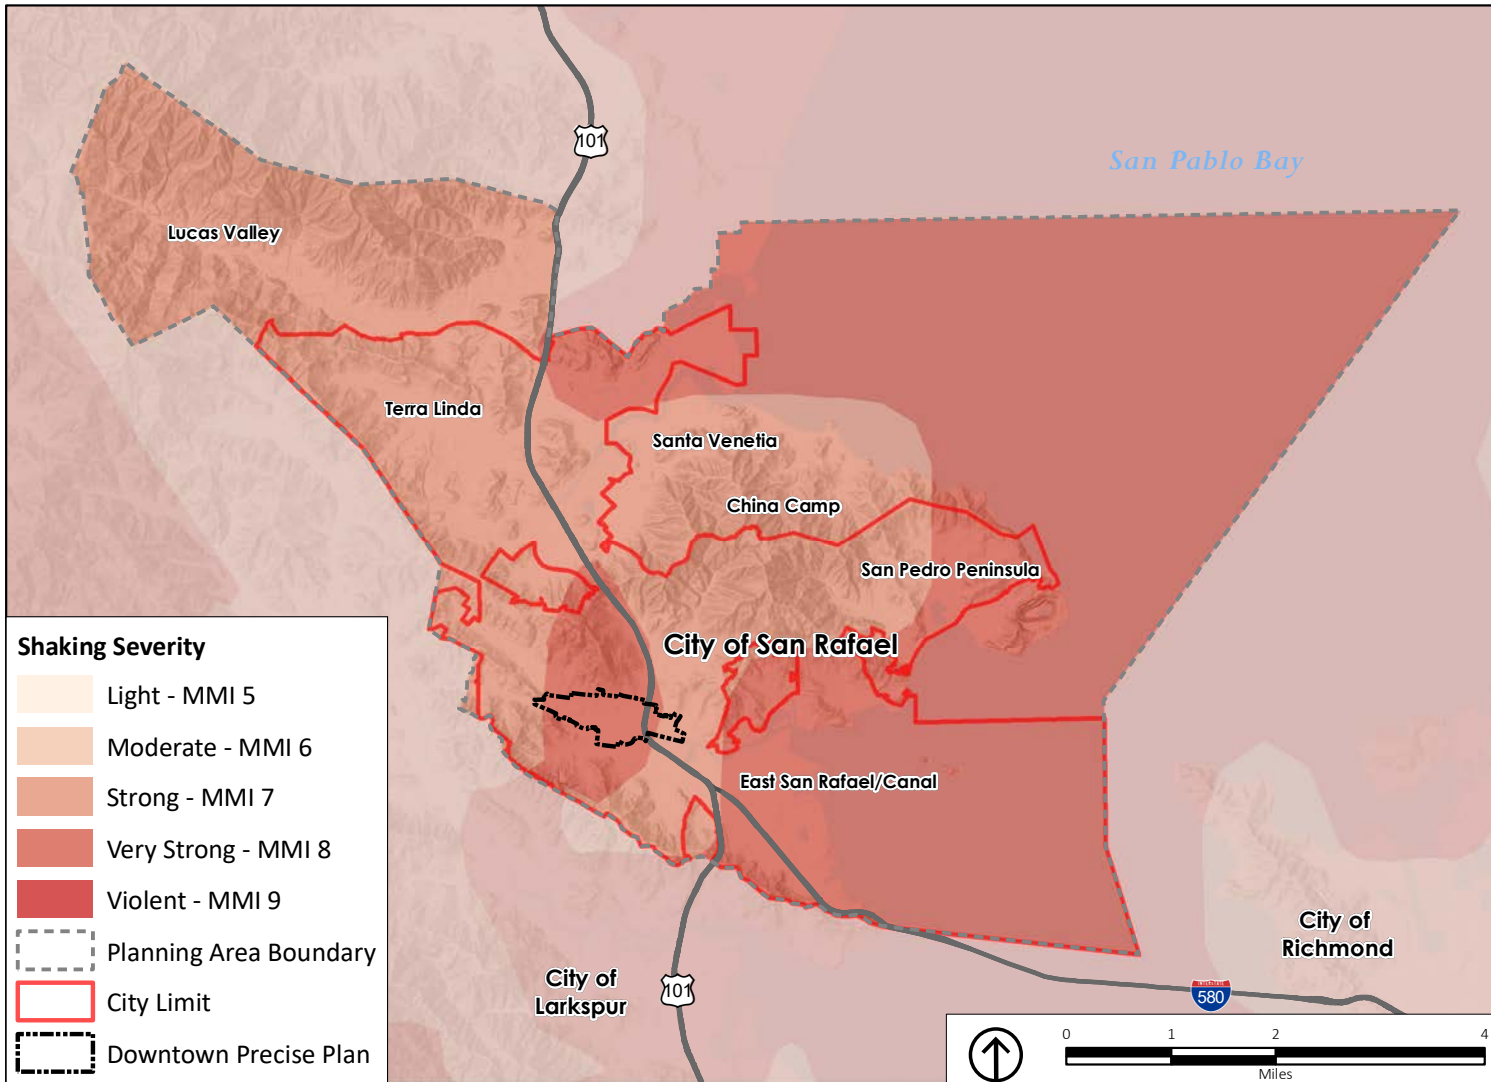 101
San Pablo Bay
Lucas Valley
Terra Linda
Santa Venetia
China Camp
San Pedro Peninsula
City of San Rafael
East San Rafael/Canal
City of
Richmond
City of
Larkspur
101
INTERSTATE
580
Shaking Severity
Light - MMI 5
Moderate - MMI 6
Strong - MMI 7
Very Strong - MMI 8
Violent - MMI 9
Planning Area Boundary
City Limit
Downtown Precise Plan
0 1 2 4
Miles